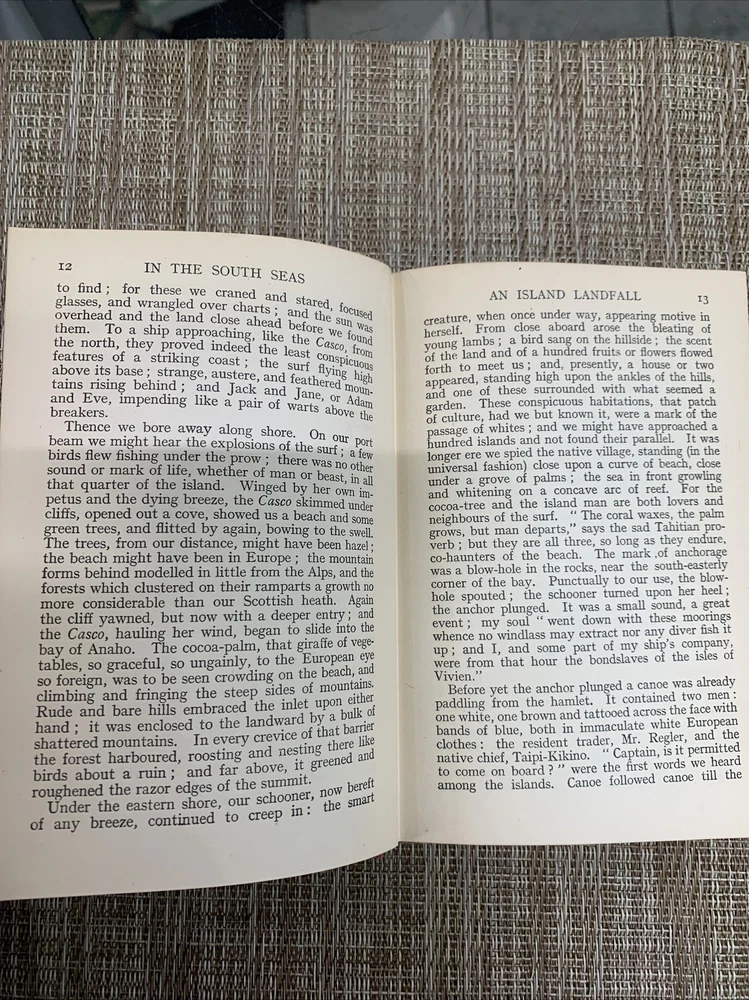 12 IN THE SOUTH SEAS
to find ; for these we craned and stared, focused
glasses, and wrangled over charts ; and the sun was
overhead and the land close ahead before we found
them. To a ship approaching, like the Casco, from
the north, they proved indeed the least conspicuous
features of a striking coast ; the surf flying high
above its base ; strange, austere, and feathered moun-
tains rising behind ; and Jack and Jane, or Adam
and Eve, impending like a pair of warts above the
breakers.
Thence we bore away along shore. On our port
beam we might hear the explosions of the surf ; a few
birds flew fishing under the prow ; there was no other
sound or mark of life, whether of man or beast, in all
that quarter of the island. Winged by her own im-
petus and the dying breeze, the Casco skimmed under
cliffs, opened out a cove, showed us a beach and some
green trees, and flitted by again, bowing to the swell.
The trees, from our distance, might have been hazel ;
the beach might have been in Europe ; the mountain
forms behind modelled in little from the Alps, and the
forests which clustered on their ramparts a growth no
more considerable than our Scottish heath. Again
the cliff yawned, but now with a deeper entry ; and
the Casco, hauling her wind, began to slide into the
bay of Anaho. The cocoa-palm, that giraffe of vege-
tables, so graceful, so ungainly, to the European eye
so foreign, was to be seen crowding on the beach, and
climbing and fringing the steep sides of mountains.
Rude and bare hills embraced the inlet upon either
hand ; it was enclosed to the landward by a bulk of
shattered mountains. In every crevice of that barrier
the forest harboured, roosting and nesting there like
birds about a ruin ; and far above, it greened and
roughened the razor edges of the summit.
Under the eastern shore, our schooner, now bereft
of any breeze, continued to creep in : the smart
AN ISLAND LANDFALL 13
creature, when once under way, appearing motive in
herself. From close aboard arose the bleating of
young lambs ; a bird sang on the hillside ; the scent
of the land and of a hundred fruits or flowers flowed
forth to meet us ; and, presently, a house or two
appeared, standing high upon the ankles of the hills,
and one of these surrounded with what seemed a
garden. These conspicuous habitations, that patch
of culture, had we but known it, were a mark of the
passage of whites ; and we might have approached a
hundred islands and not found their parallel. It was
longer ere we spied the native village, standing (in the
universal fashion) close upon a curve of beach, close
under a grove of palms ; the sea in front growling
and whitening on a concave arc of reef. For the
cocoa-tree and the island man are both lovers and
neighbours of the surf. “ The coral waxes, the palm
grows, but man departs,” says the sad Tahitian pro-
verb ; but they are all three, so long as they endure,
co-haunters of the beach. The mark of anchorage
was a blow-hole in the rocks, near the south-easterly
corner of the bay. Punctually to our use, the blow-
hole spouted ; the schooner turned upon her heel ;
the anchor plunged. It was a small sound, a great
event ; my soul “ went down with these moorings
whence no windlass may extract nor any diver fish it
up ; and I, and some part of my ship's company,
were from that hour the bondslaves of the isles of
Vivien.”
Before yet the anchor plunged a canoe was already
paddling from the hamlet. It contained two men :
one white, one brown and tattooed across the face with
bands of blue, both in immaculate white European
clothes : the resident trader, Mr. Regler, and the
native chief, Taipi-Kikino. “ Captain, is it permitted
to come on board ? ” were the first words we heard
among the islands. Canoe followed canoe till the